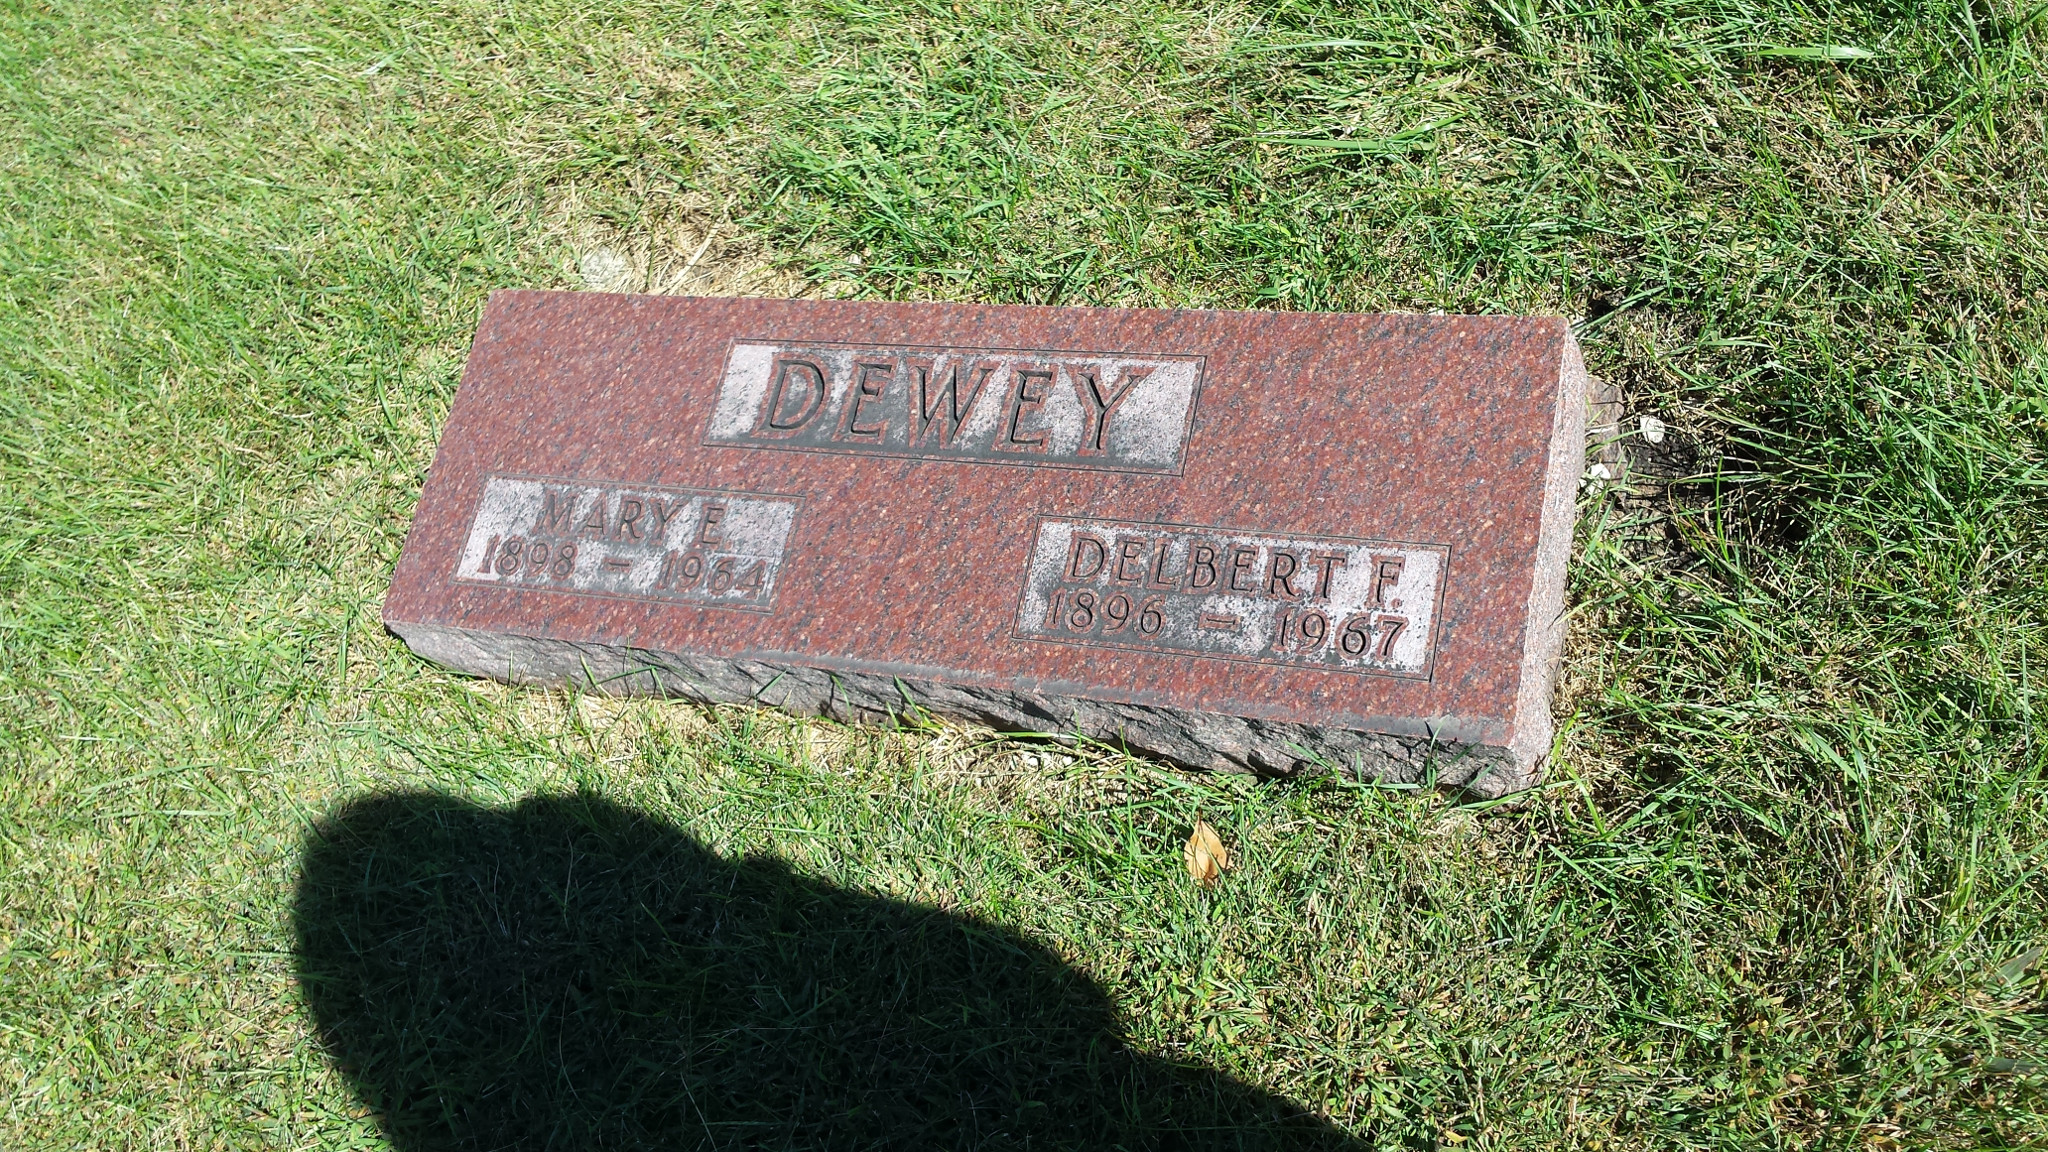 DEWEY
MARY E.
1898 – 1964
DELBERT F.
1896 – 1967